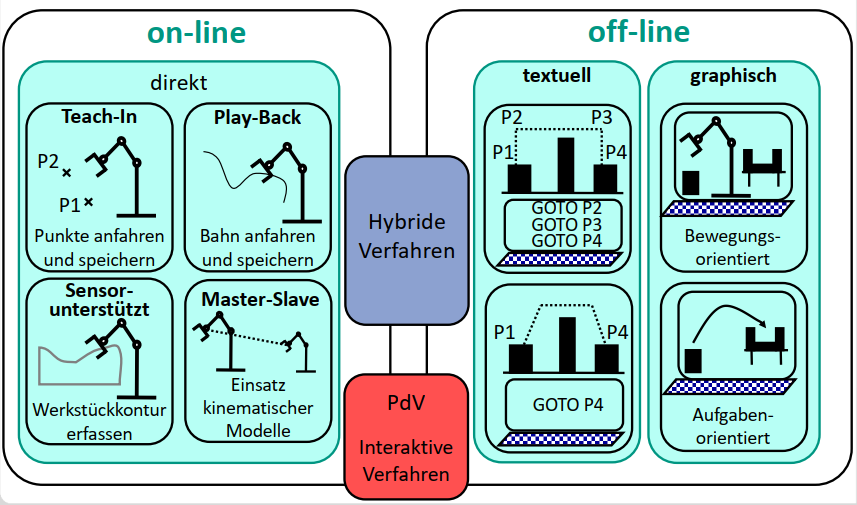 on-line
direkt
Teach-In
P2
P1
Punkte anfahren
und speichern
Play-Back
Bahn anfahren
und speichern
Sensor-
unterstützt
Werkstückkontur
erfassen
Master-Slave
Einsatz
kinematischer
Modelle
Hybride
Verfahren
PdV
Interaktive
Verfahren
off-line
textuell
P2 P3
P1 P4
GOTO P2
GOTO P3
GOTO P4
P1 P4
GOTO P4
graphisch
Bewegungs-
orientiert
Aufgaben-
orientiert